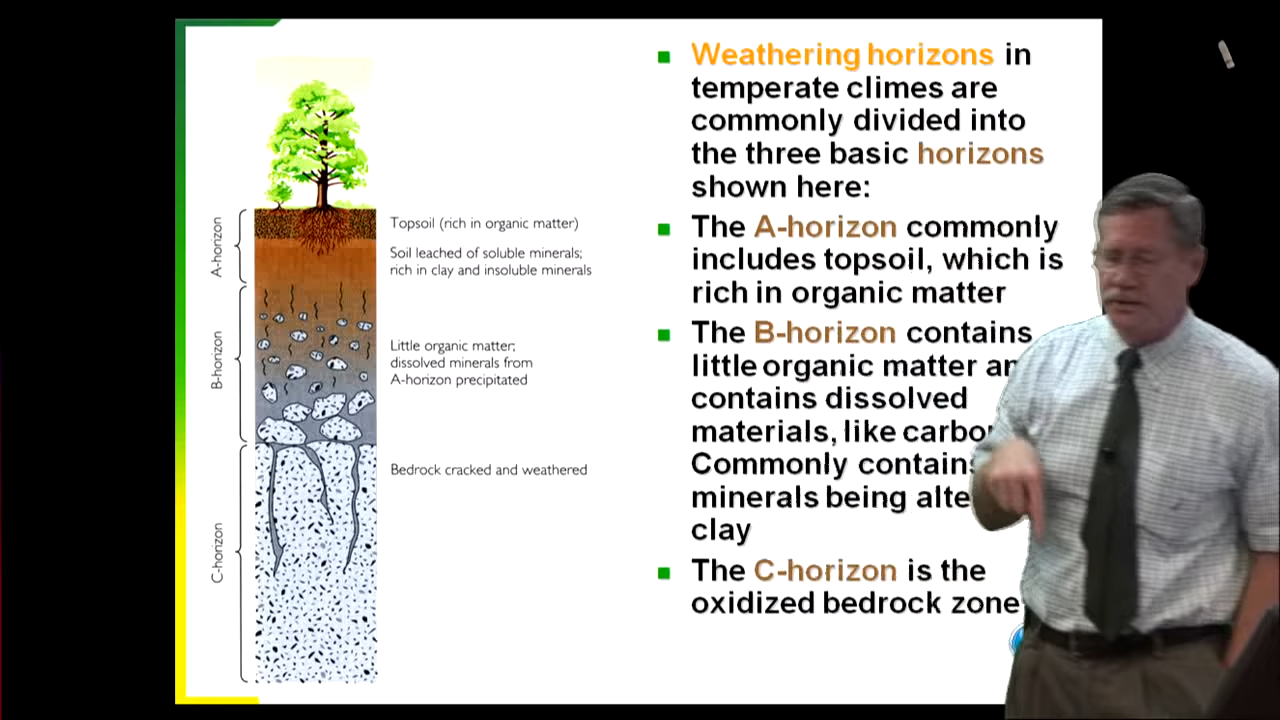 Weathering horizons in
temperate climes are
commonly divided into
the three basic horizons
shown here:
The A-horizon commonly
includes topsoil, which is
rich in organic matter
The B-horizon contains
little organic matter
contains dissolved
materials, like
Commonly
minerals being
clay
The C-horizon is the
oxidized bedrock zone
A-horizon
B-horizon
C-horizon
Topsoil (rich in organic matter)
Soil leached of soluble minerals;
rich in clay and insoluble minerals
Little organic matter;
dissolved minerals from
A-horizon precipitated
Bedrock cracked and weathered